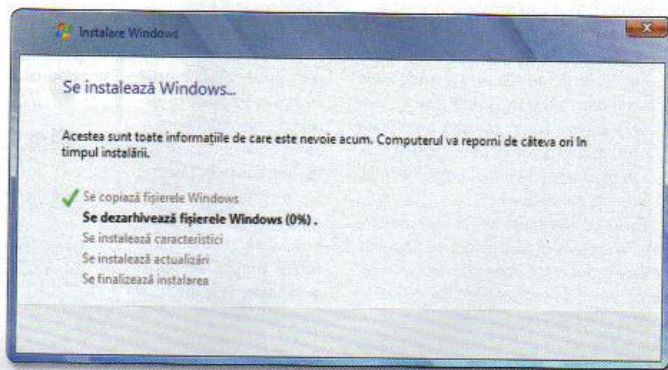 Instalare Windows
Se instalează Windows...
Acestea sunt toate informațiile de care este nevoie acum. Computerul va reporni de câteva ori în
timpul instalării.
Se copiază fișierele Windows
Se dezarhivează fișierele Windows (0%) .
Se instalează caracteristici
Se instalează actualizări
Se finalizează instalarea